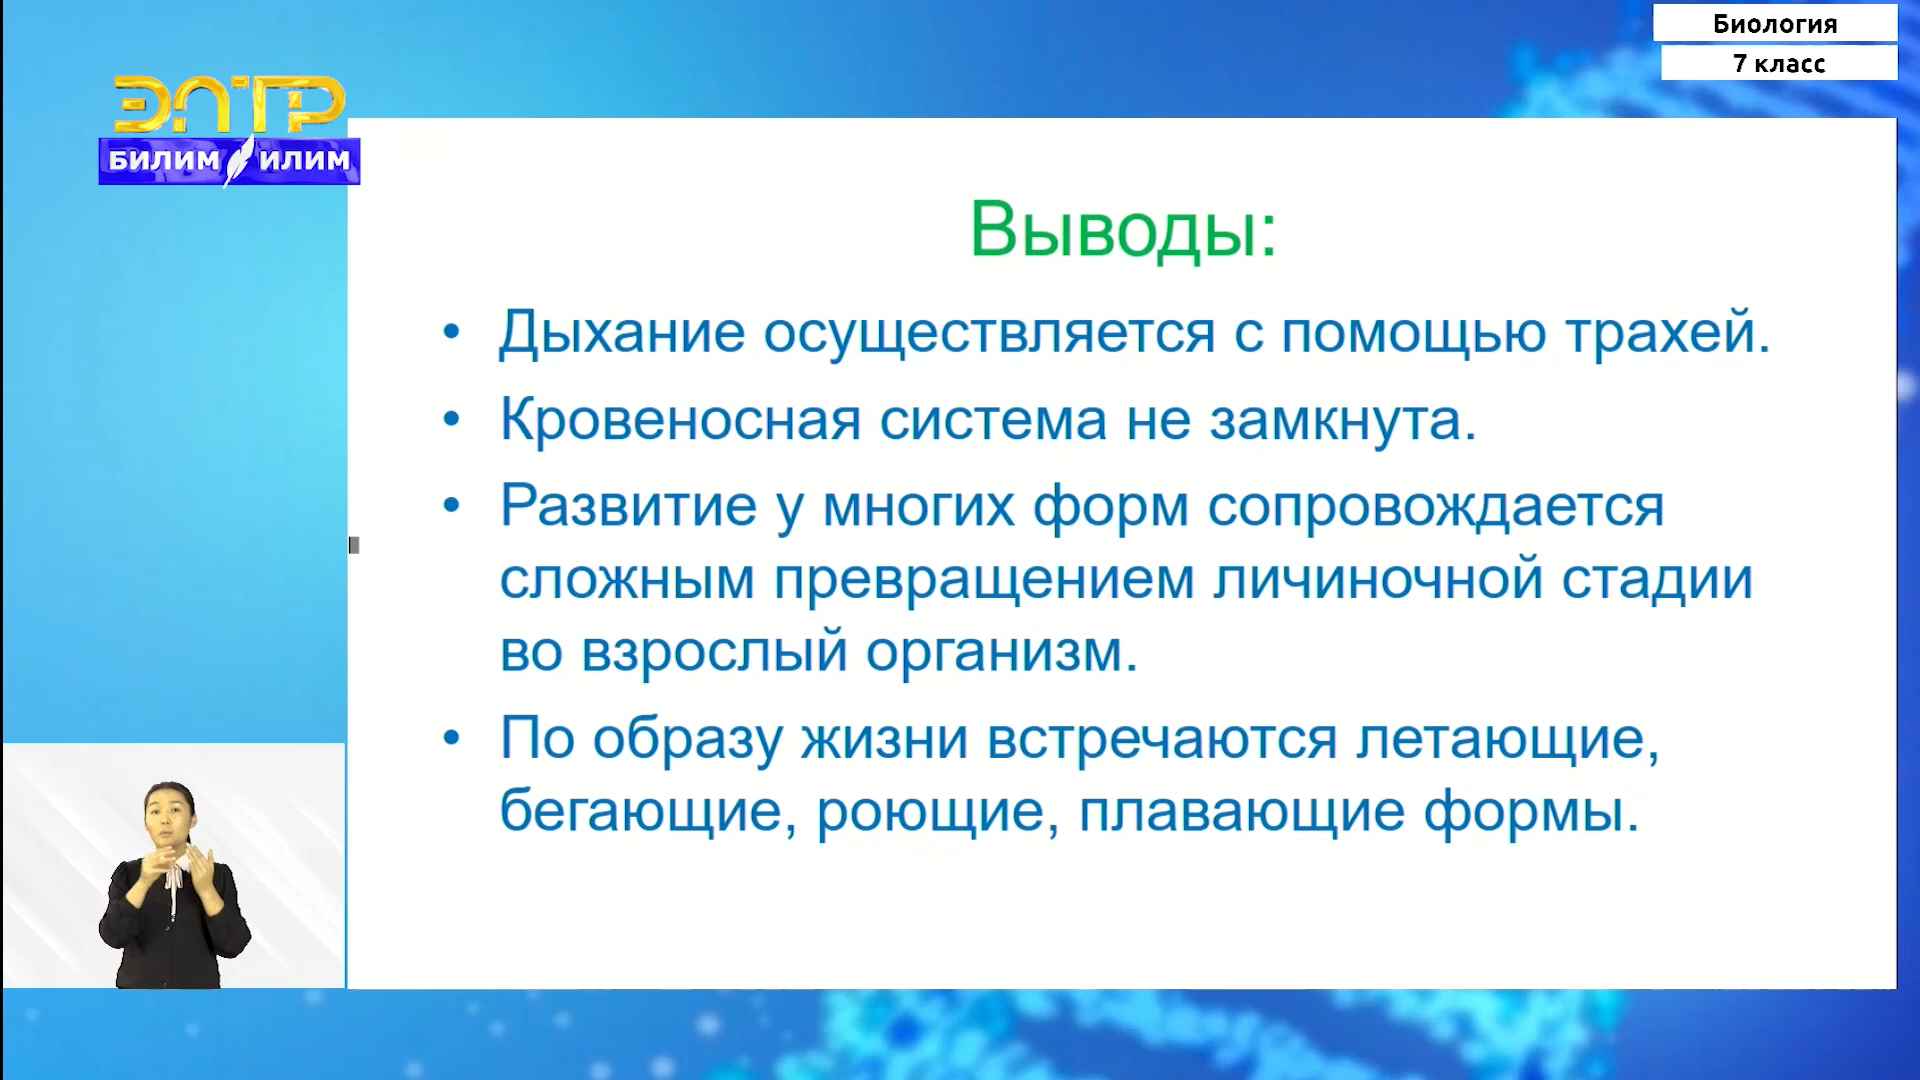 Биология
7 класс
ЭЛТР
БИЛИМ ИЛИМ
Выводы:
• Дыхание осуществляется с помощью трахей.
• Кровеносная система не замкнута.
• Развитие у многих форм сопровождается
сложным превращением личиночной стадии
во взрослый организм.
• По образу жизни встречаются летающие,
бегающие, роющие, плавающие формы.